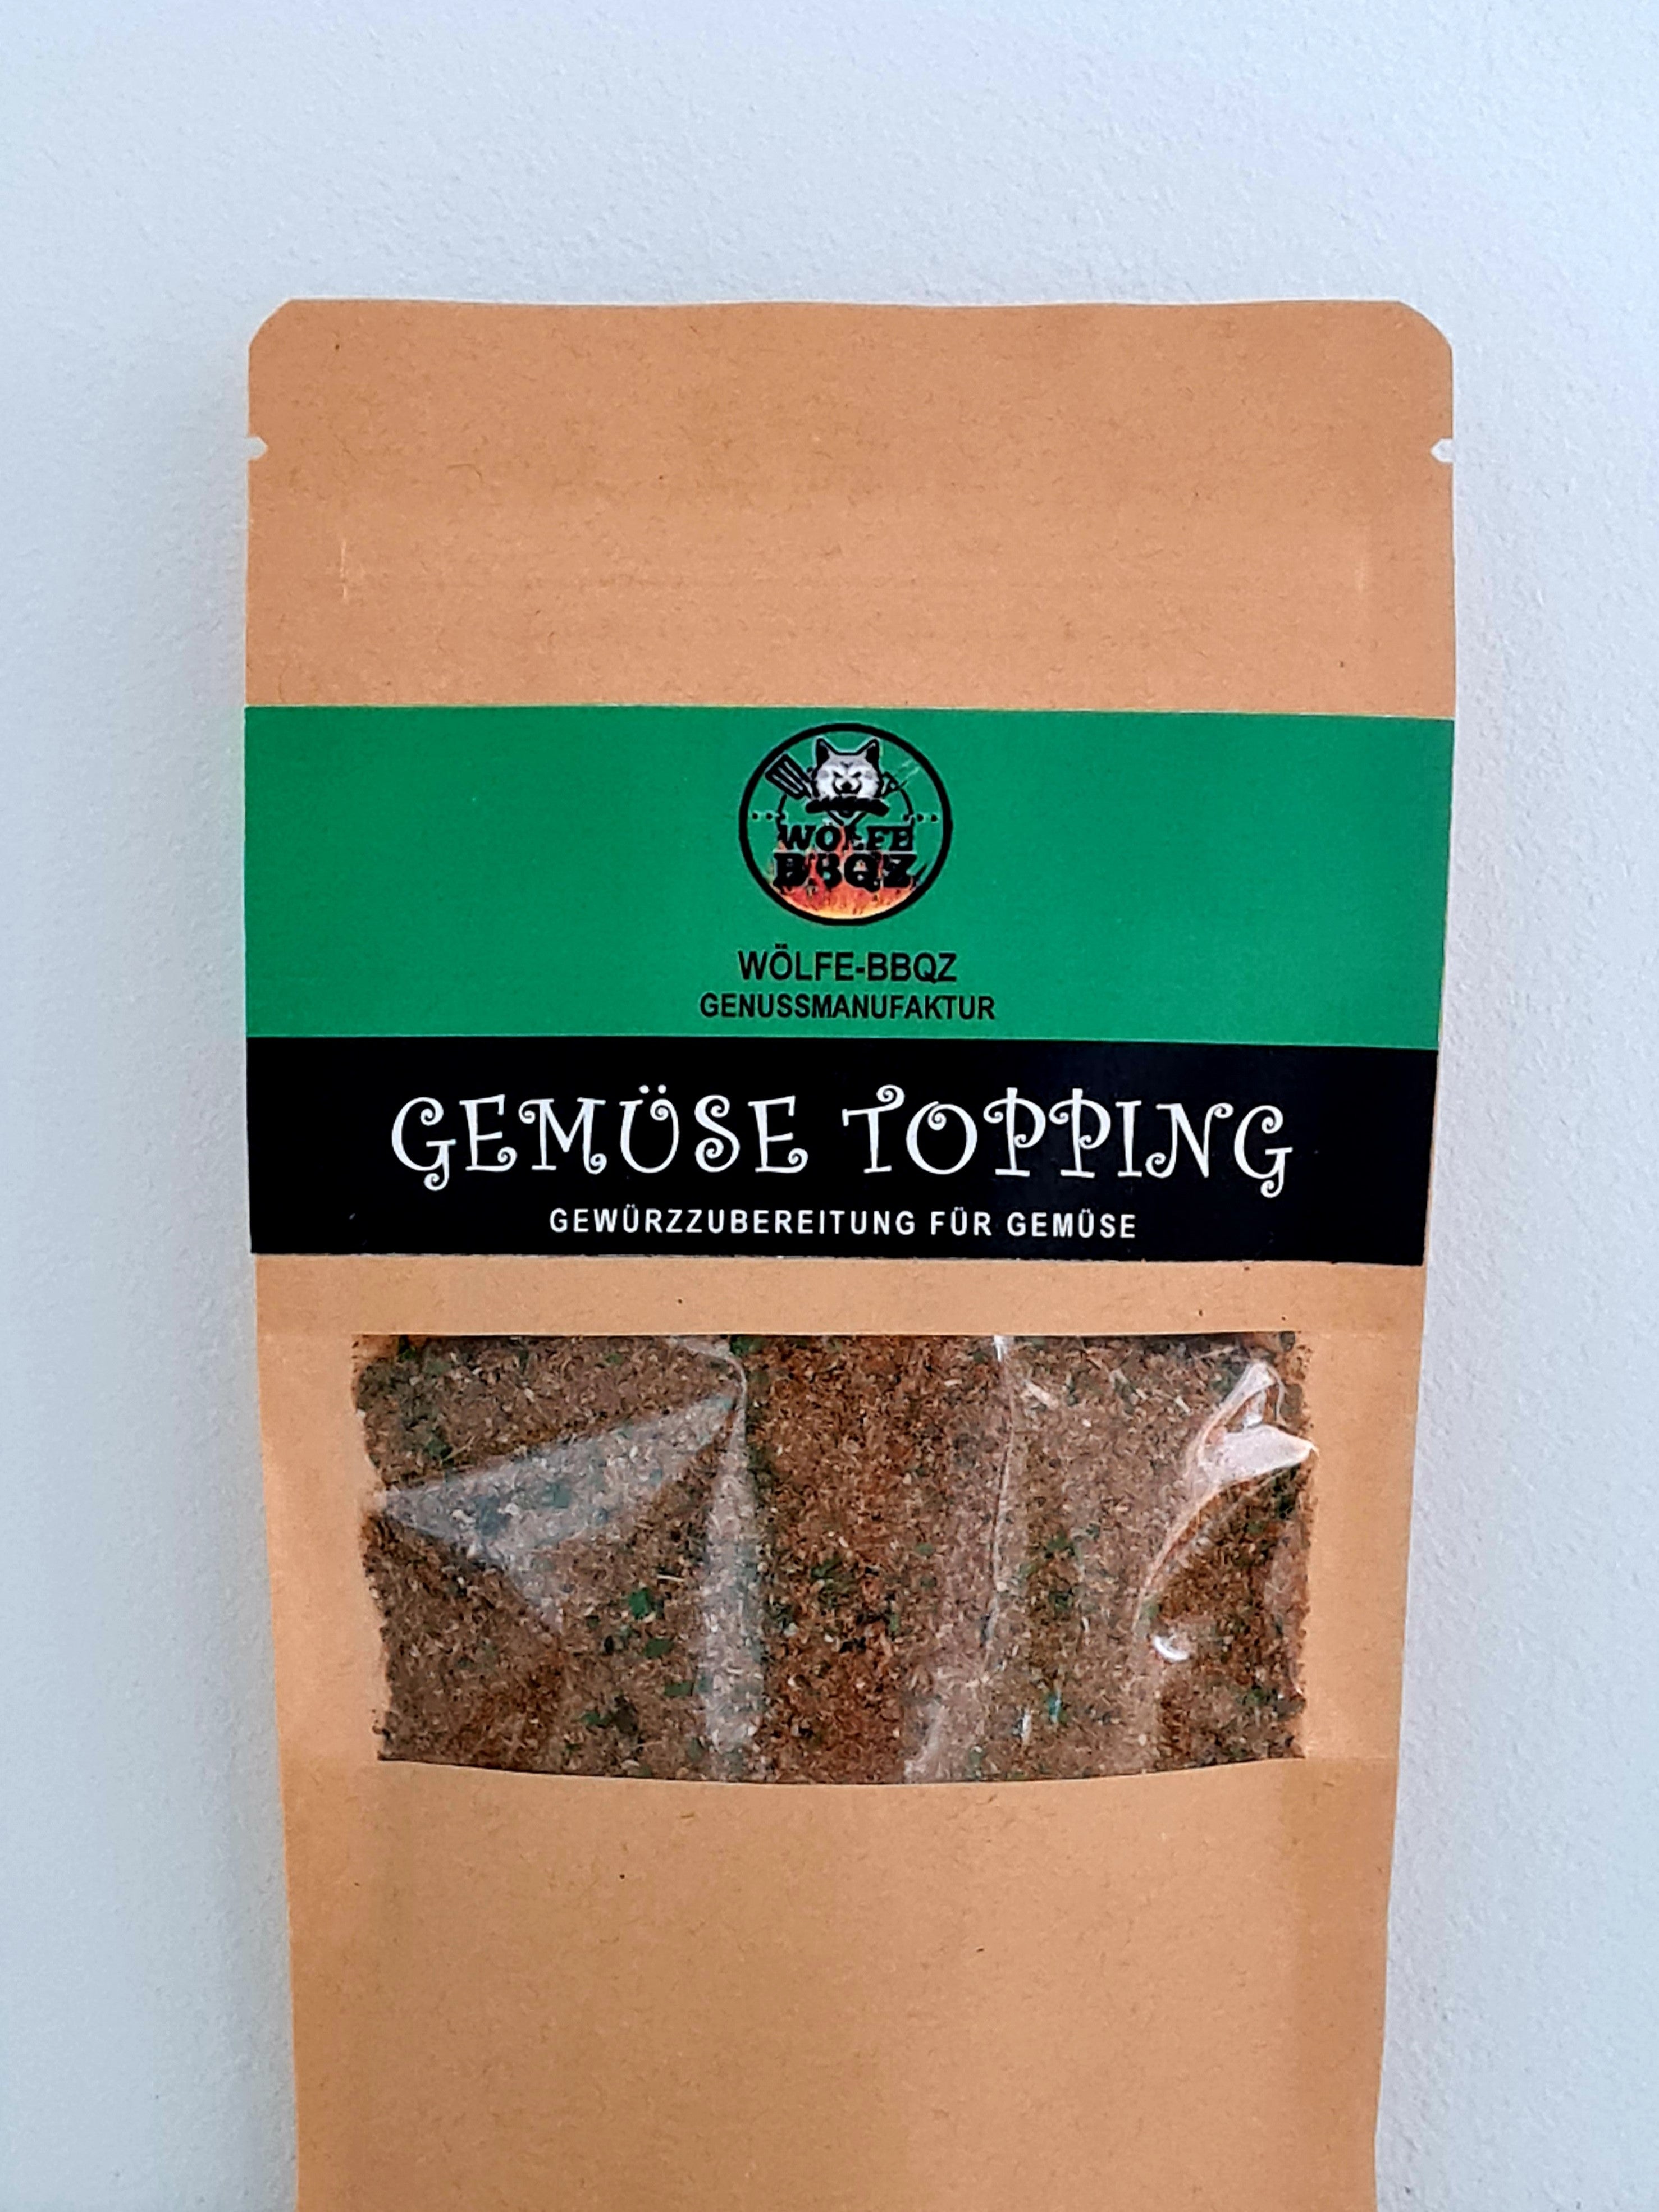 WÖLFE
BBQZ
WÖLFE-BBQZ
GENUSSMANUFAKTUR
GEMÜSE TOPPING
GEWÜRZZUBEREITUNG FÜR GEMÜSE